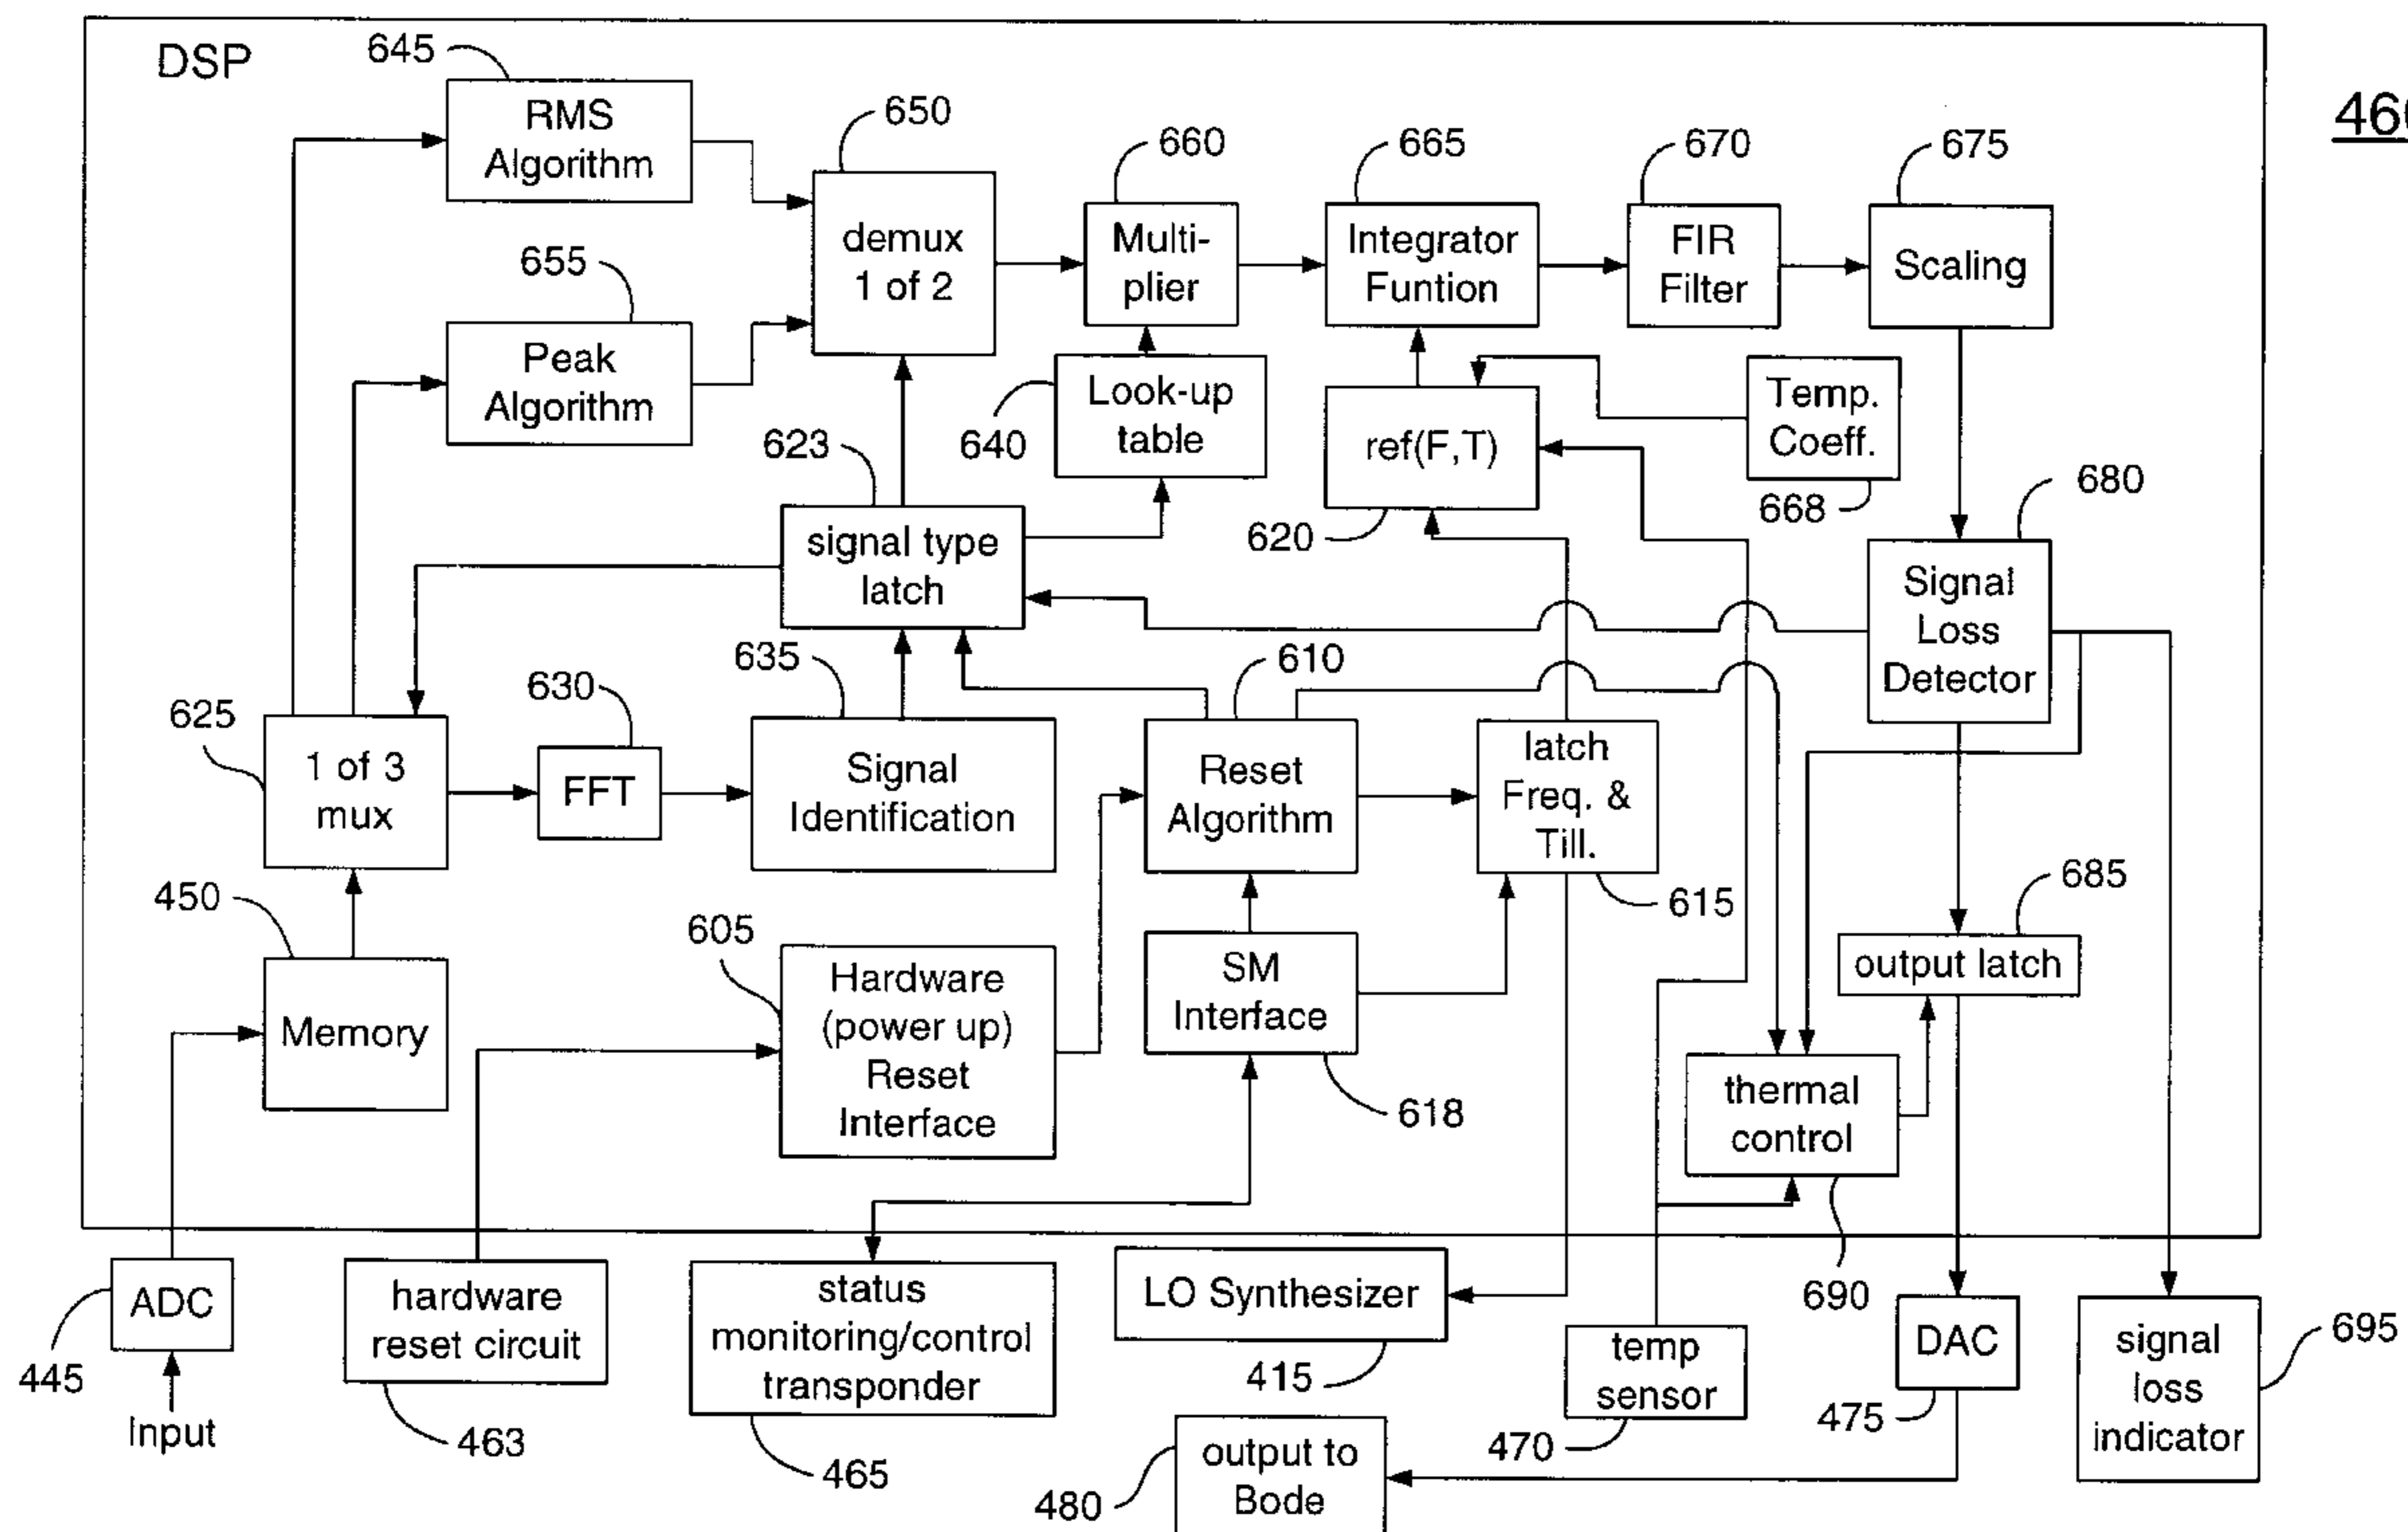 DSP
645
RMS
Algorithm
650
660
665
670
675
460
demux
1 of 2
Multi-
plier
Integrator
Funtion
FIR
Filter
Scaling
655
Peak
Algorithm
Look-up
table
640
ref(F,T)
620
Temp.
Coeff.
668
623
signal type
latch
680
Signal
Loss
Detector
625
1 of 3
mux
630
FFT
635
Signal
Identification
610
Reset
Algorithm
latch
Freq. &
Till.
615
685
output latch
450
Memory
605
Hardware
(power up)
Reset
Interface
SM
Interface
618
thermal
control
690
ADC
445
Input
hardware
reset circuit
463
status
monitoring/control
transponder
465
LO Synthesizer
415
temp
sensor
470
DAC
475
signal
loss
indicator
695
output to
Bode
480